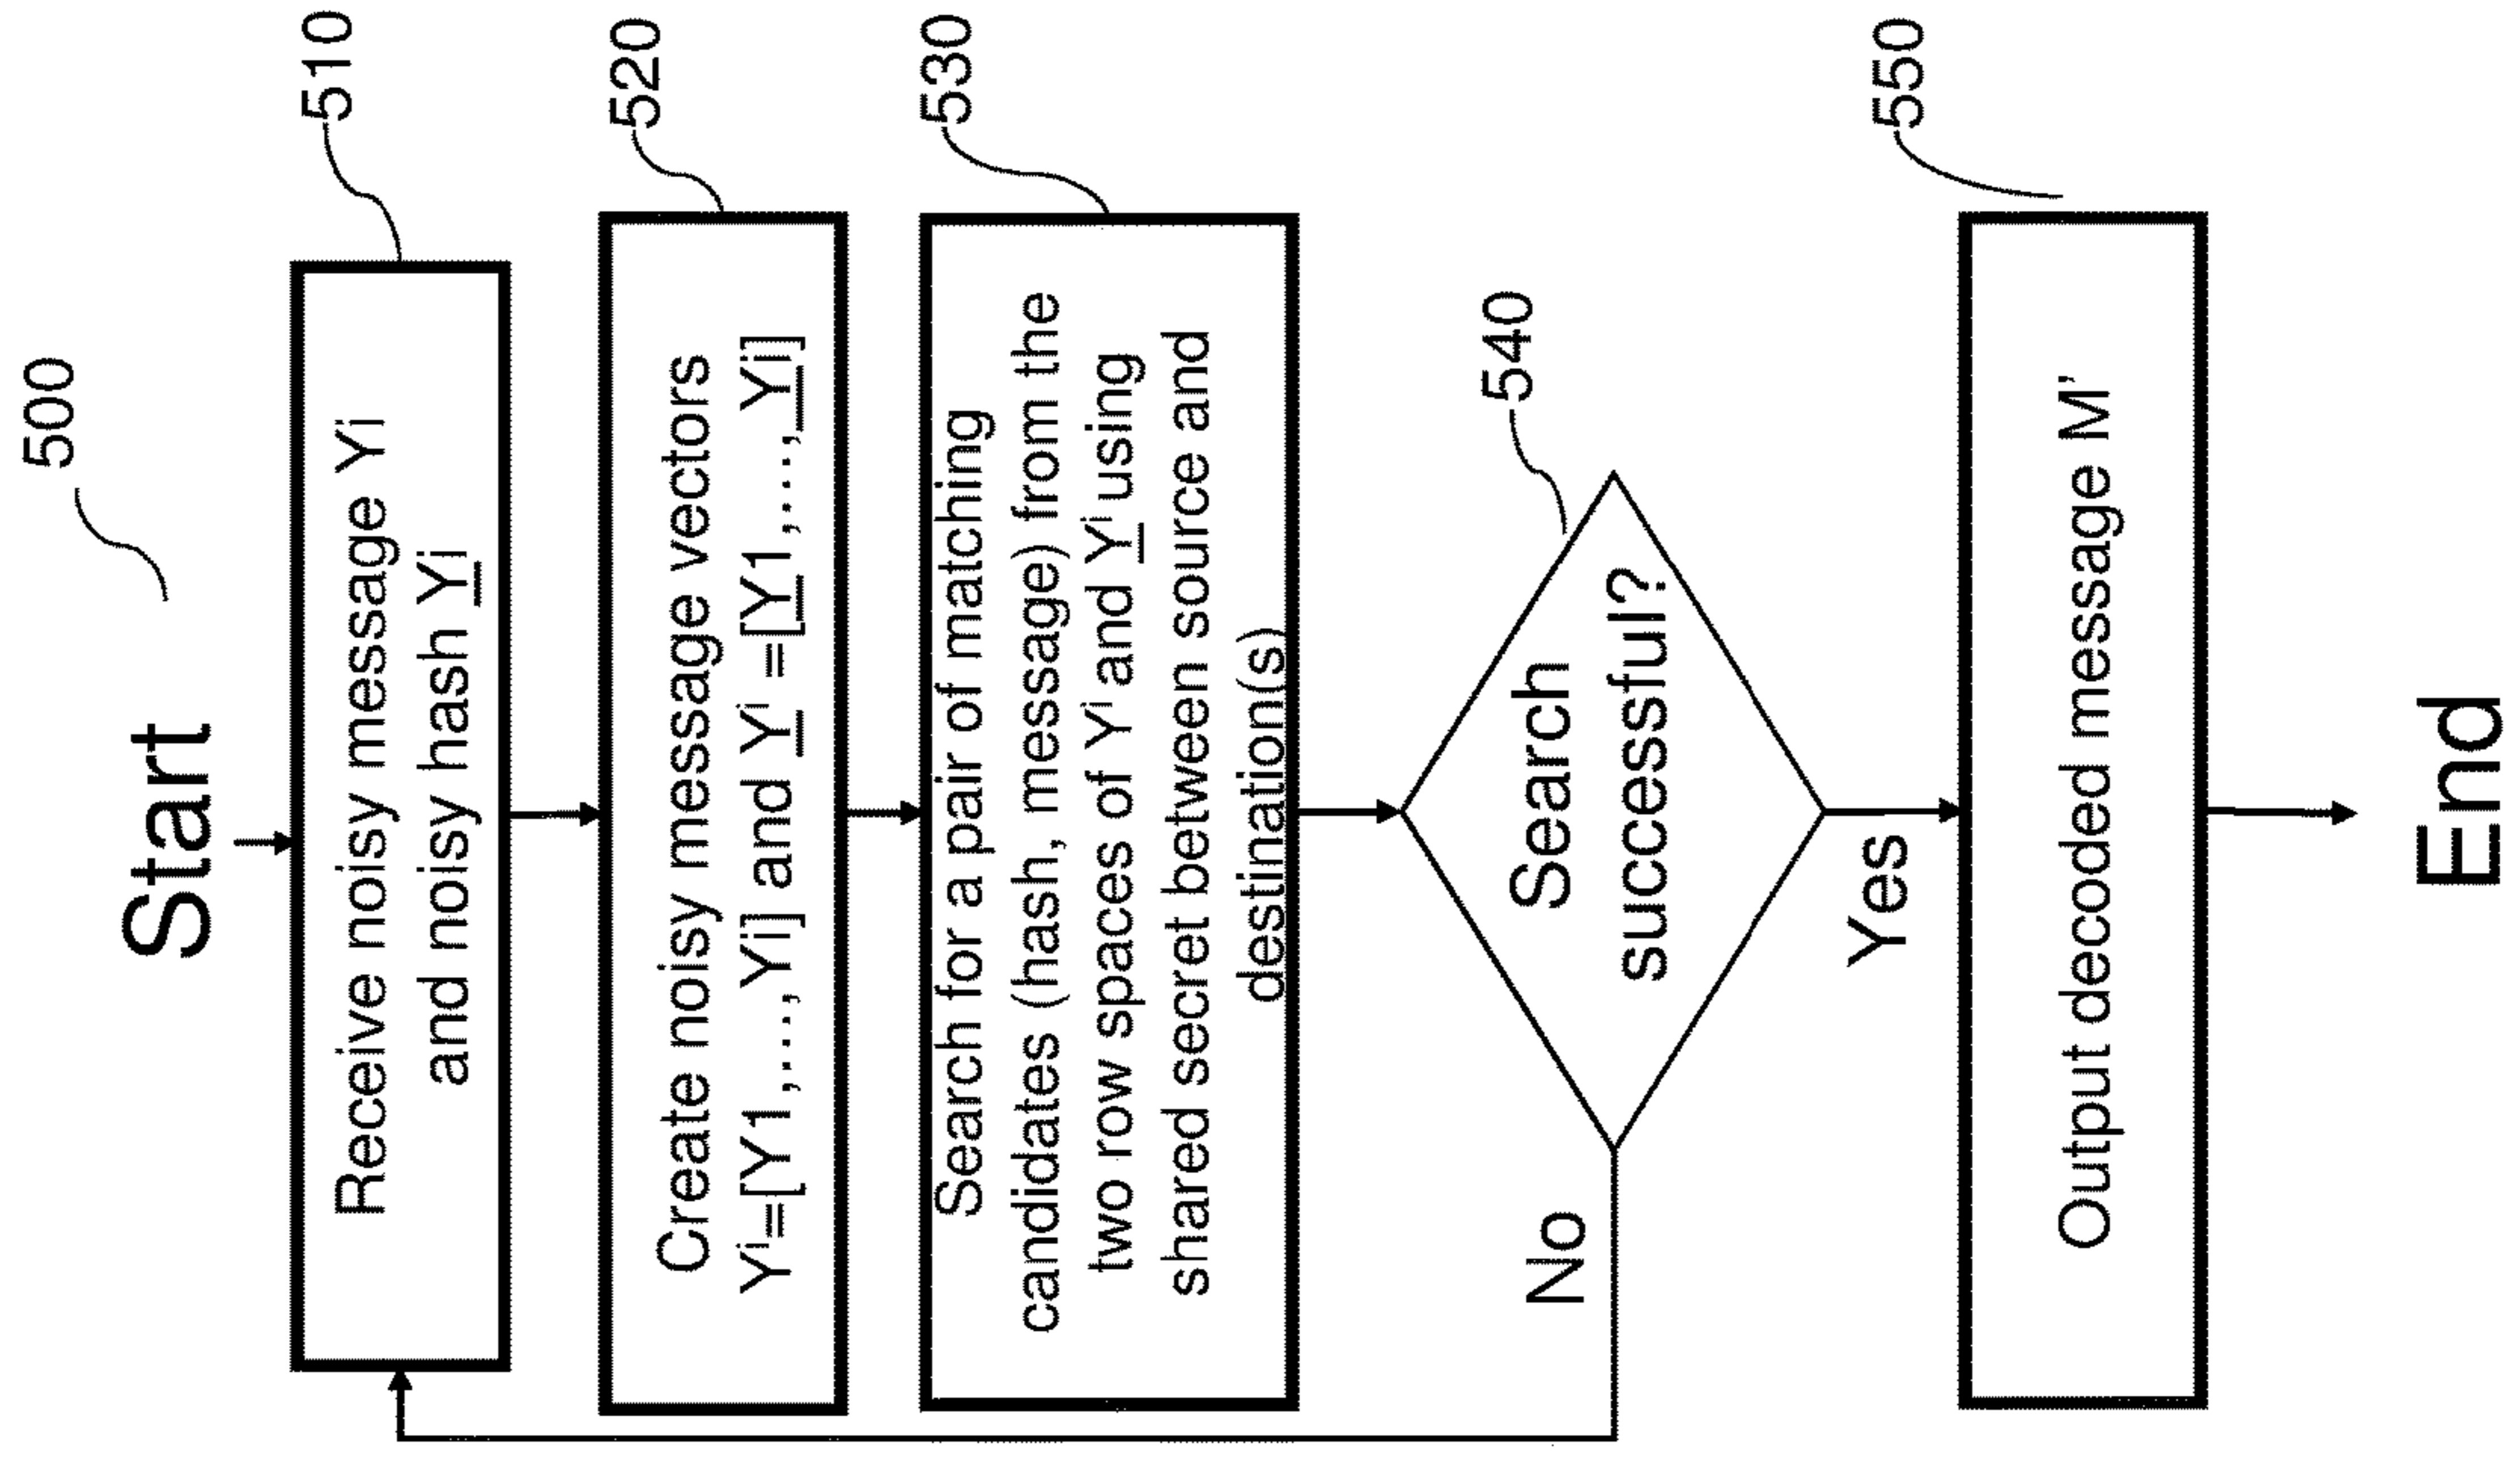 500
Start
510
Receive noisy message Yi
and noisy hash Yi
520
Create noisy message vectors
Yⁱ=[Y1,...,Yi] and Yⁱ =[Y1,...,Yi]
530
Search for a pair of matching
candidates (hash, message) from the
two row spaces of Yⁱ and Yⁱ using
shared secret between source and
destination(s)
540
Search
successful?
No
Yes
550
Output decoded message M'
End